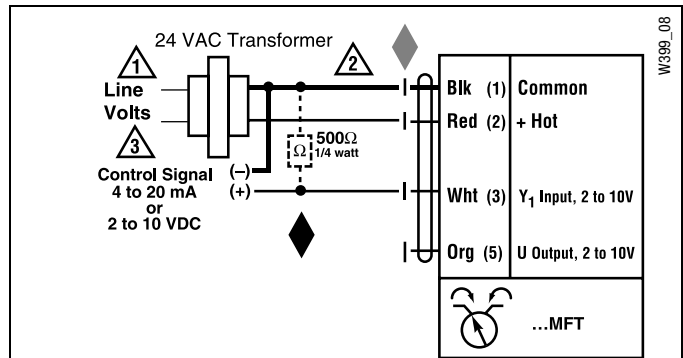 24 VAC Transformer
W399_08
1
2
Line
Volts
Blk (1) Common
Red (2) + Hot
3
500Ω
Ω 1/4 watt
Control Signal (–)
4 to 20 mA (+)
or
2 to 10 VDC
Wht (3) Y1 Input, 2 to 10V
Org (5) U Output, 2 to 10V
...MFT